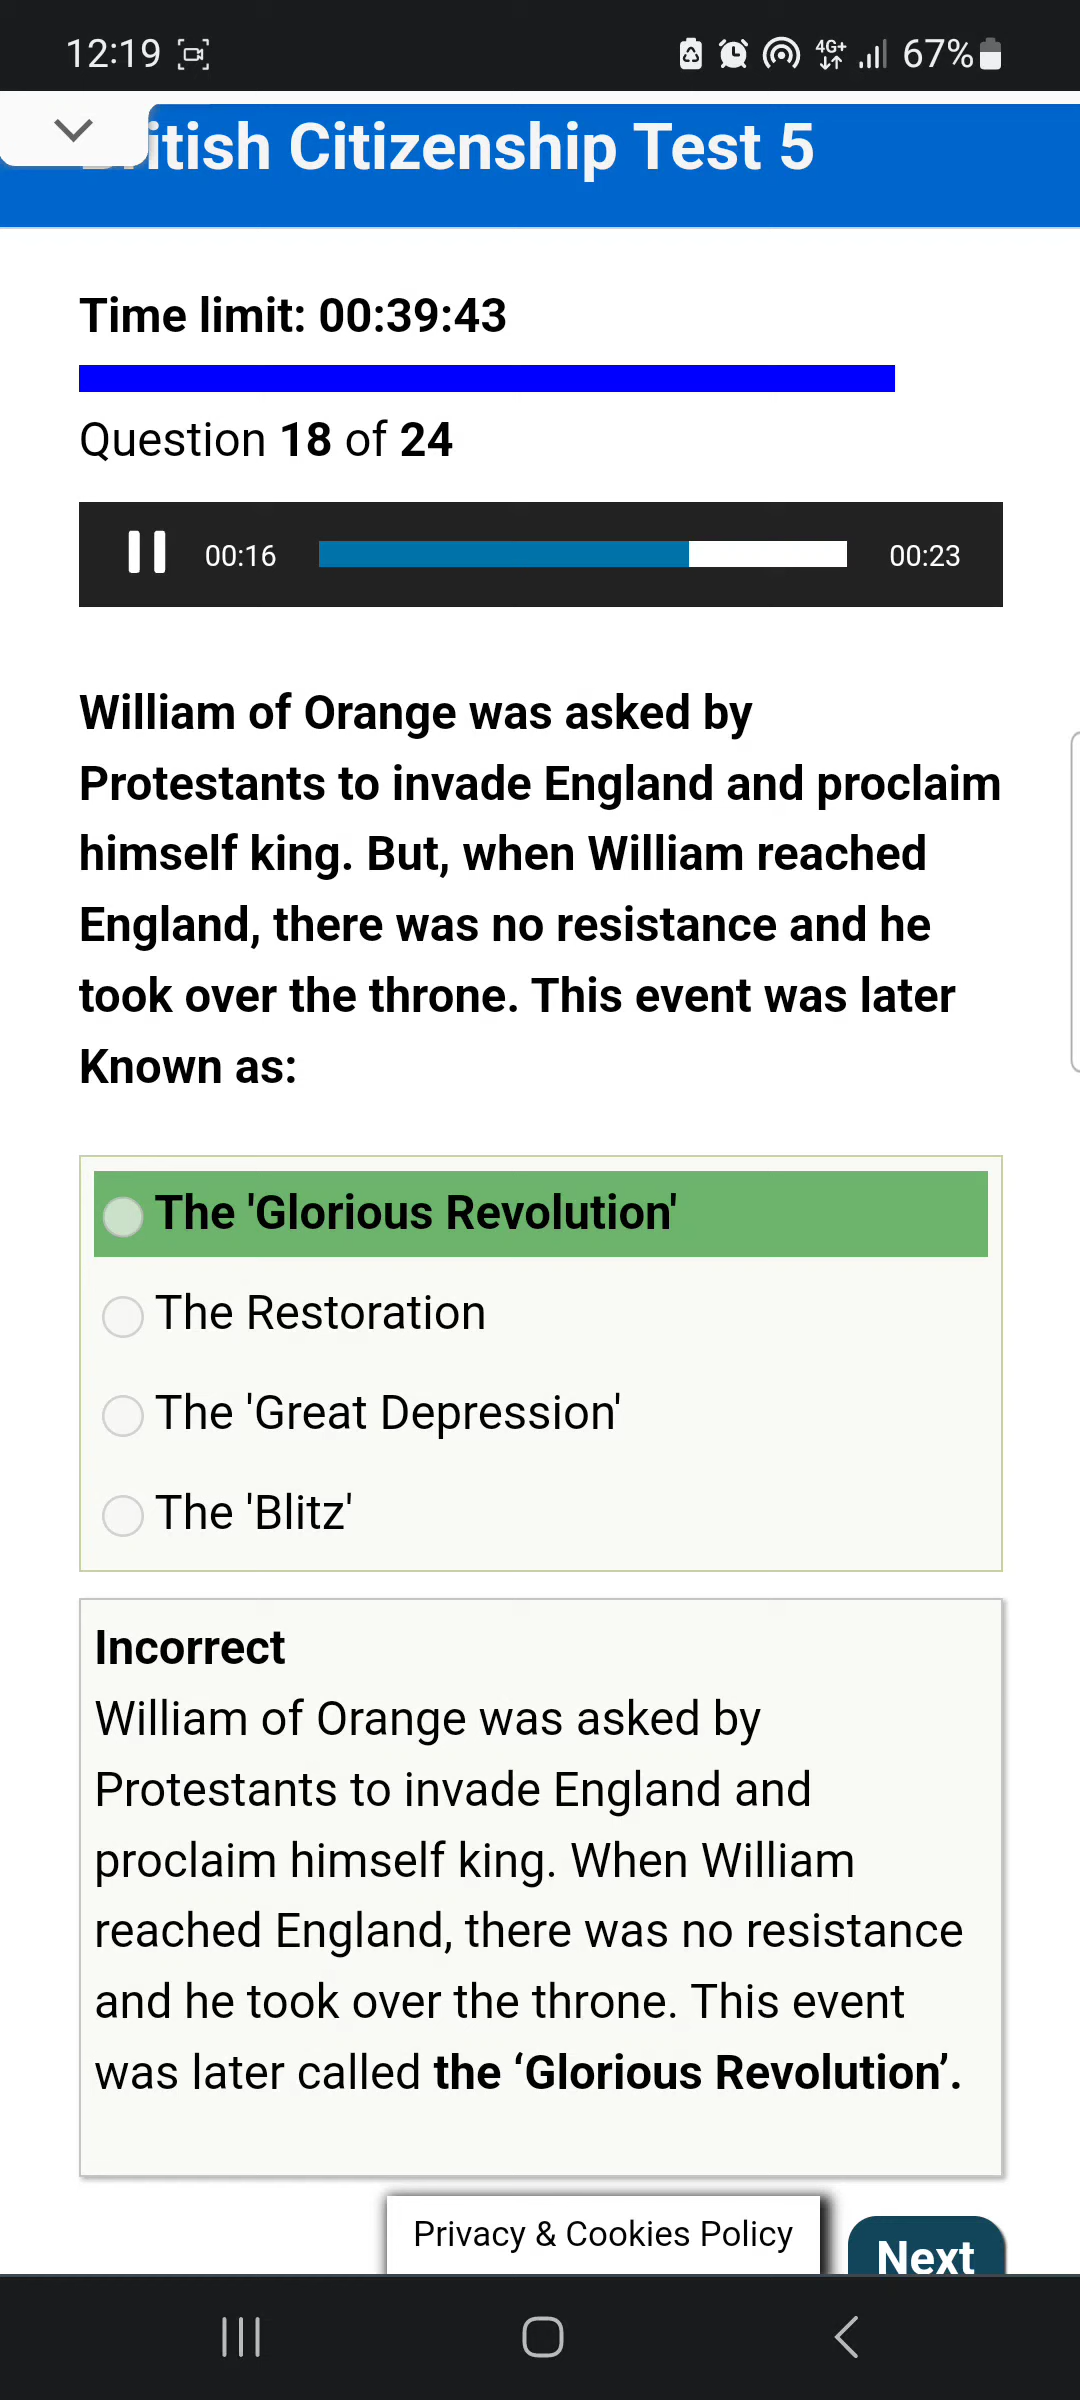 12:19
4G+
67%
itish Citizenship Test 5
Time limit: 00:39:43
Question 18 of 24
00:16
00:23
William of Orange was asked by
Protestants to invade England and proclaim
himself king. But, when William reached
England, there was no resistance and he
took over the throne. This event was later
Known as:
The 'Glorious Revolution'
The Restoration
The 'Great Depression'
The 'Blitz'
Incorrect
William of Orange was asked by
Protestants to invade England and
proclaim himself king. When William
reached England, there was no resistance
and he took over the throne. This event
was later called the ‘Glorious Revolution’.
Privacy & Cookies Policy
Next